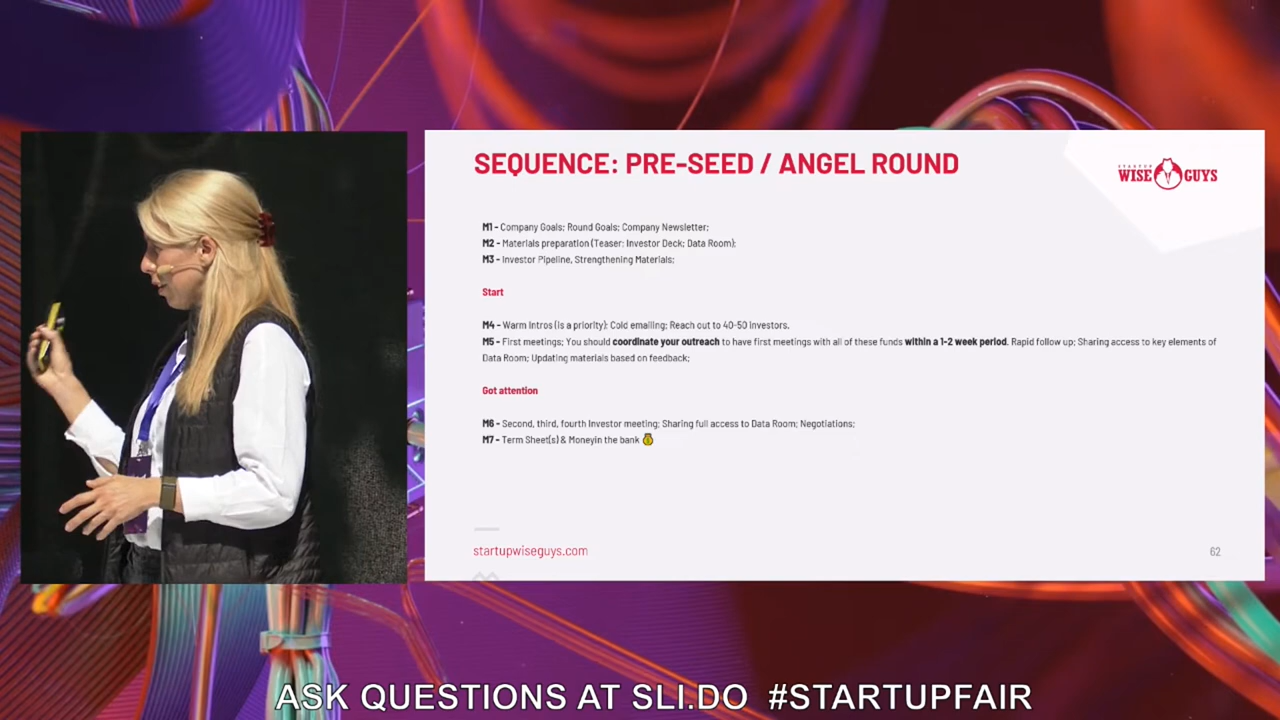 SEQUENCE: PRE-SEED / ANGEL ROUND
STARTUP
WISE GUYS
M1 - Company Goals; Round Goals; Company Newsletter;
M2 - Materials preparation (Teaser; Investor Deck; Data Room);
M3 - Investor Pipeline, Strengthening Materials;
Start
M4 - Warm Intros (is a priority); Cold emailing; Reach out to 40-50 investors.
M5 - First meetings; You should coordinate your outreach to have first meetings with all of these funds within a 1-2 week period. Rapid follow up; Sharing access to key elements of
Data Room; Updating materials based on feedback;
Got attention
M6 - Second, third, fourth Investor meeting; Sharing full access to Data Room; Negotiations;
M7 - Term Sheet(s) & Moneyin the bank 💰
startupwiseguys.com
62
ASK QUESTIONS AT SLI.DO #STARTUPFAIR